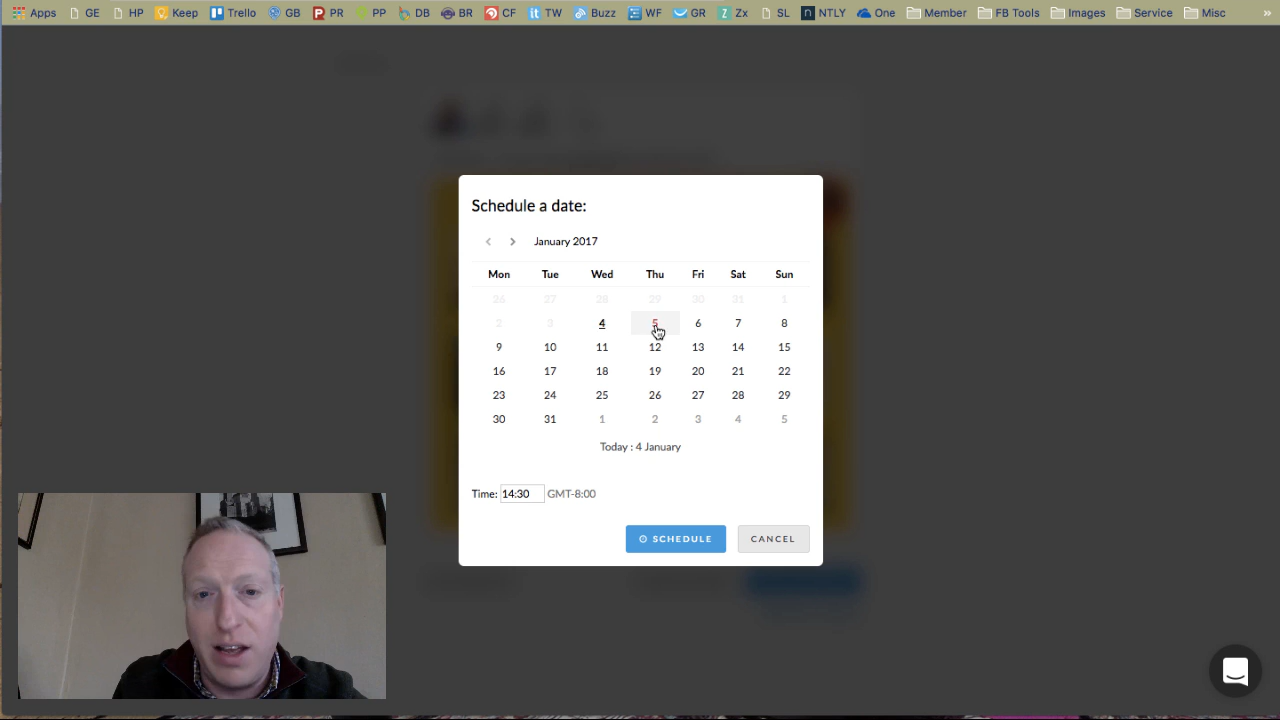 Apps GE HP Keep Trello GB PR PP DB BR CF TW Buzz WF GR Zx SL NTLY One Member FB Tools Images Service Misc »
Schedule a date:
January 2017
Mon Tue Wed Thu Fri Sat Sun
26 27 28 29 30 31 1
2 3 4 5 6 7 8
9 10 11 12 13 14 15
16 17 18 19 20 21 22
23 24 25 26 27 28 29
30 31 1 2 3 4 5
Today : 4 January
Time: 14:30 GMT-8:00
SCHEDULE CANCEL